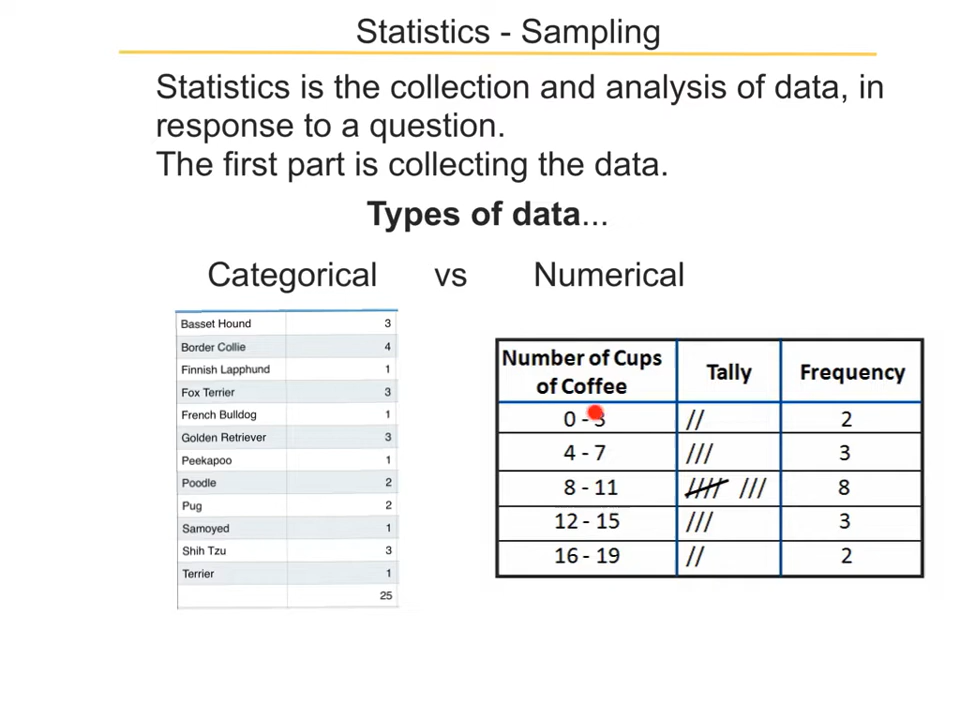 Statistics - Sampling
Statistics is the collection and analysis of data, in
response to a question.
The first part is collecting the data.
Types of data...
Categorical vs Numerical
Basset Hound 3
Border Collie 4
Finnish Lapphund 1
Fox Terrier 3
French Bulldog 1
Golden Retriever 3
Peekapoo 1
Poodle 2
Pug 2
Samoyed 1
Shih Tzu 3
Terrier 1
25
Number of Cups
of Coffee
Tally
Frequency
0 - 3 // 2
4 - 7 /// 3
8 - 11 //// /// 8
12 - 15 /// 3
16 - 19 // 2